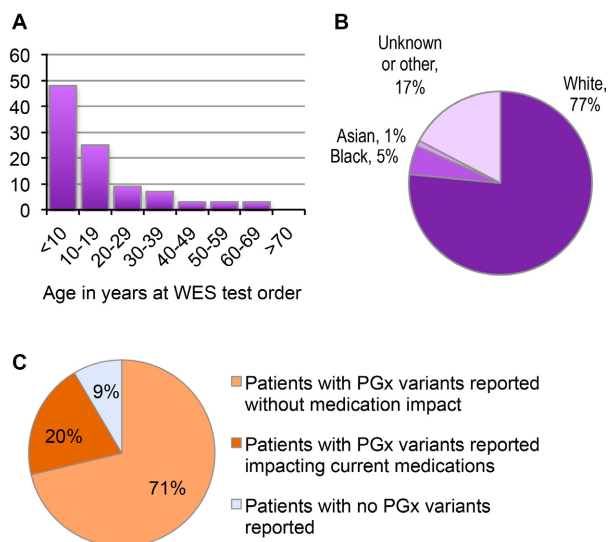 A
60
50
40
30
20
10
0
<10
10-19
20-29
30-39
40-49
50-59
60-69
>70
Age in years at WES test order
B
Unknown
or other,
17%
White,
77%
Asian, 1%
Black, 5%
C
9%
20%
71%
Patients with PGx variants reported
without medication impact
Patients with PGx variants reported
impacting current medications
Patients with no PGx variants
reported